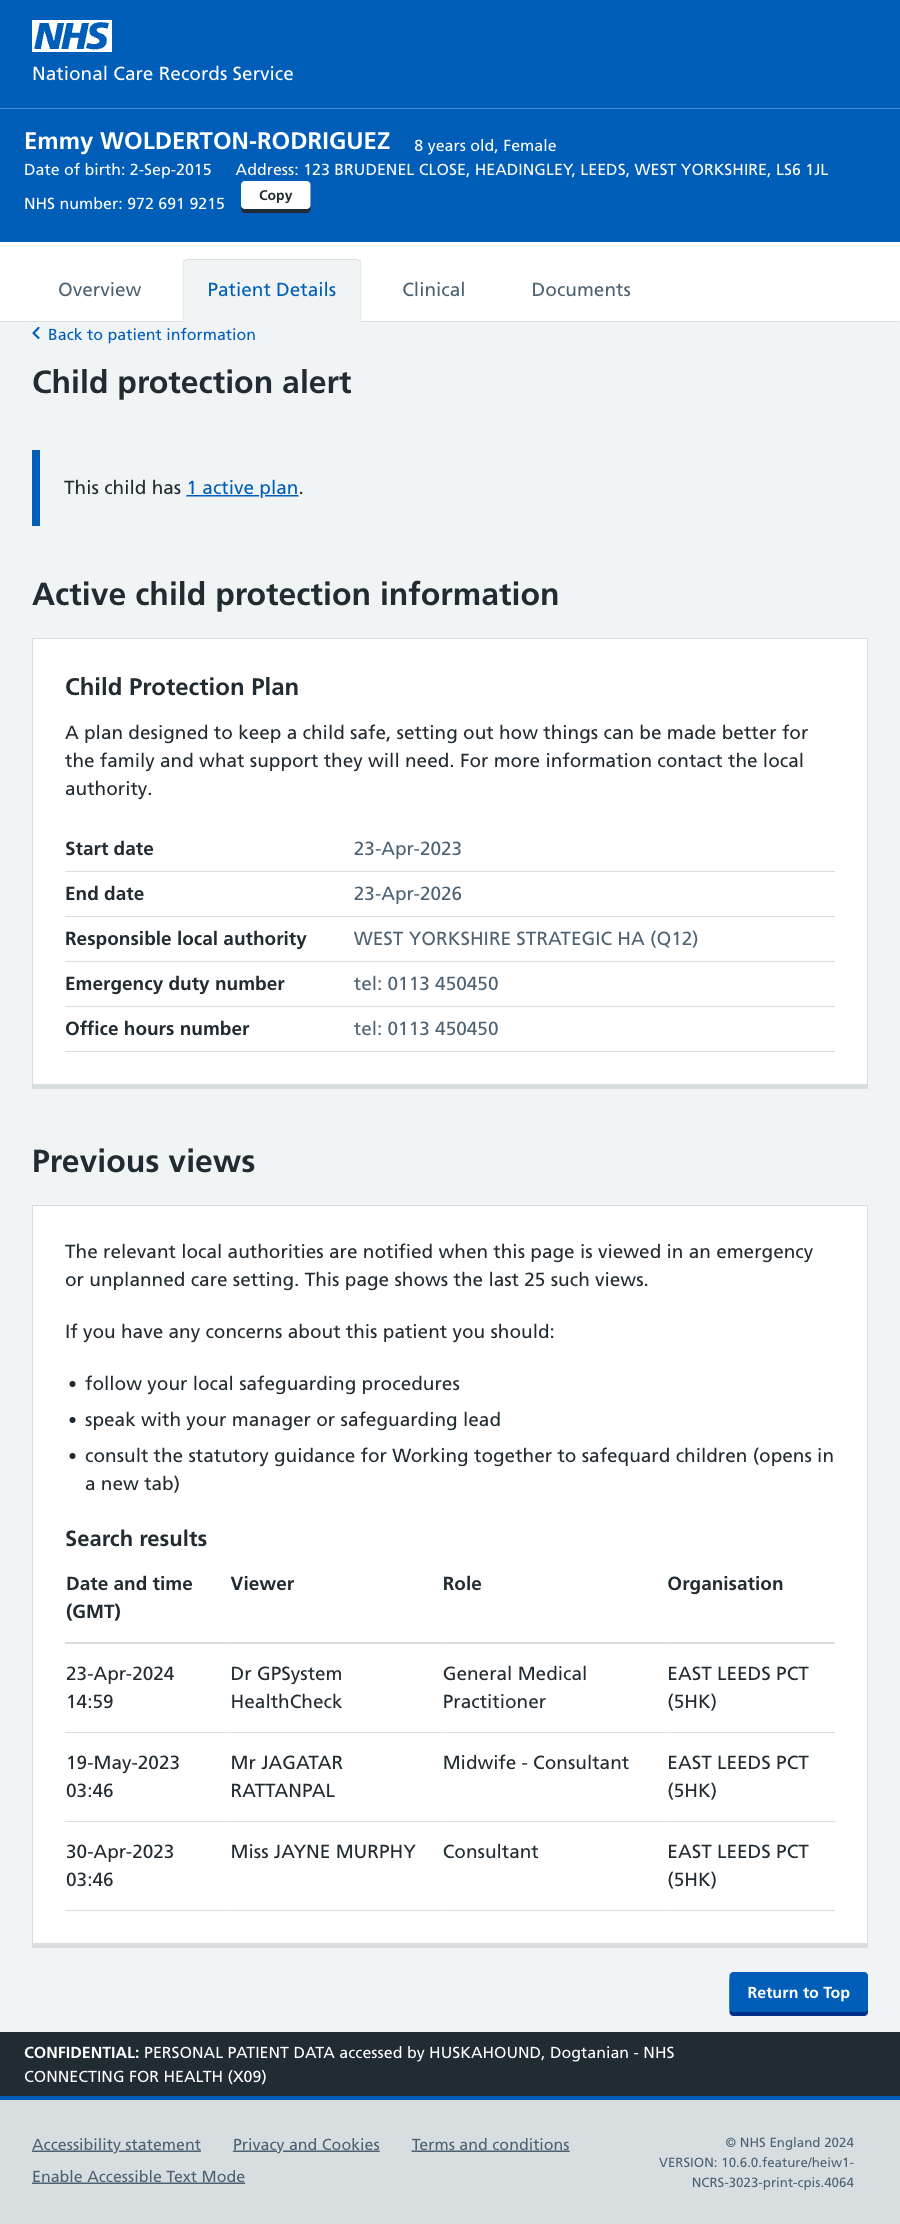 NHS
National Care Records Service
Emmy WOLDERTON-RODRIGUEZ 8 years old, Female
Date of birth: 2-Sep-2015 Address: 123 BRUDENEL CLOSE, HEADINGLEY, LEEDS, WEST YORKSHIRE, LS6 1JL
NHS number: 972 691 9215 Copy
Overview Patient Details Clinical Documents
Back to patient information
Child protection alert
This child has 1 active plan.
Active child protection information
Child Protection Plan
A plan designed to keep a child safe, setting out how things can be made better for
the family and what support they will need. For more information contact the local
authority.
Start date 23-Apr-2023
End date 23-Apr-2026
Responsible local authority WEST YORKSHIRE STRATEGIC HA (Q12)
Emergency duty number tel: 0113 450450
Office hours number tel: 0113 450450
Previous views
The relevant local authorities are notified when this page is viewed in an emergency
or unplanned care setting. This page shows the last 25 such views.
If you have any concerns about this patient you should:
• follow your local safeguarding procedures
• speak with your manager or safeguarding lead
• consult the statutory guidance for Working together to safequard children (opens in
a new tab)
Search results
Date and time Viewer Role Organisation
(GMT)
23-Apr-2024 Dr GPSystem General Medical EAST LEEDS PCT
14:59 HealthCheck Practitioner (5HK)
19-May-2023 Mr JAGATAR Midwife - Consultant EAST LEEDS PCT
03:46 RATTANPAL (5HK)
30-Apr-2023 Miss JAYNE MURPHY Consultant EAST LEEDS PCT
03:46 (5HK)
Return to Top
CONFIDENTIAL: PERSONAL PATIENT DATA accessed by HUSKAHOUND, Dogtanian - NHS
CONNECTING FOR HEALTH (X09)
Accessibility statement Privacy and Cookies Terms and conditions
Enable Accessible Text Mode
© NHS England 2024
VERSION: 10.6.0.feature/heiw1-
NCRS-3023-print-cpis.4064